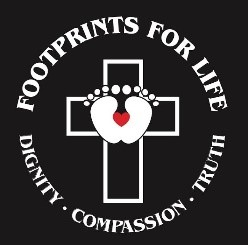 FOOTPRINTS FOR LIFE
DIGNITY · COMPASSION · TRUTH